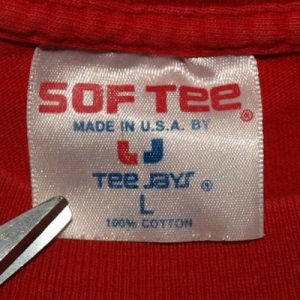 SOF TEE ®
MADE IN U.S.A. BY
TEE JAYS ®
L
100% COTTON